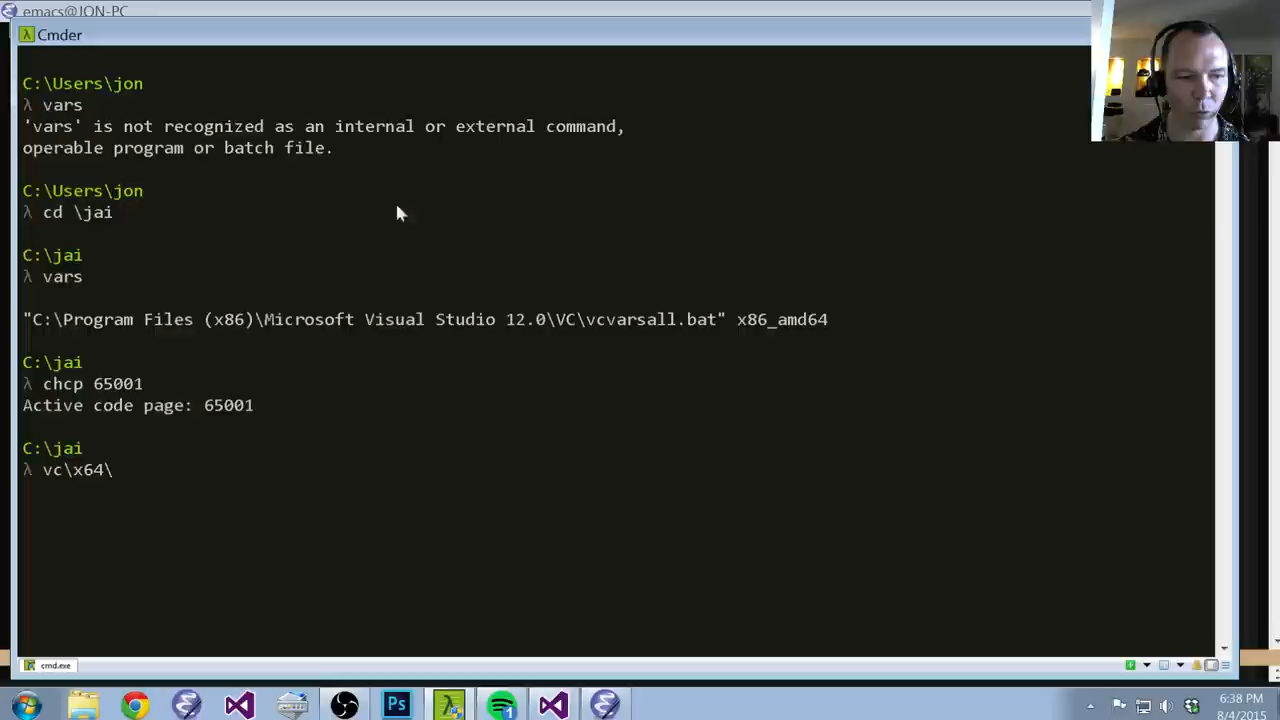 emacs@JON-PC
Cmder
C:\Users\jon
λ vars
'vars' is not recognized as an internal or external command,
operable program or batch file.
C:\Users\jon
λ cd \jai
C:\jai
λ vars
"C:\Program Files (x86)\Microsoft Visual Studio 12.0\VC\vcvarsall.bat" x86_amd64
C:\jai
λ chcp 65001
Active code page: 65001
C:\jai
λ vc\x64\
cmd.exe
Ps
1
6:38 PM
8/4/2015